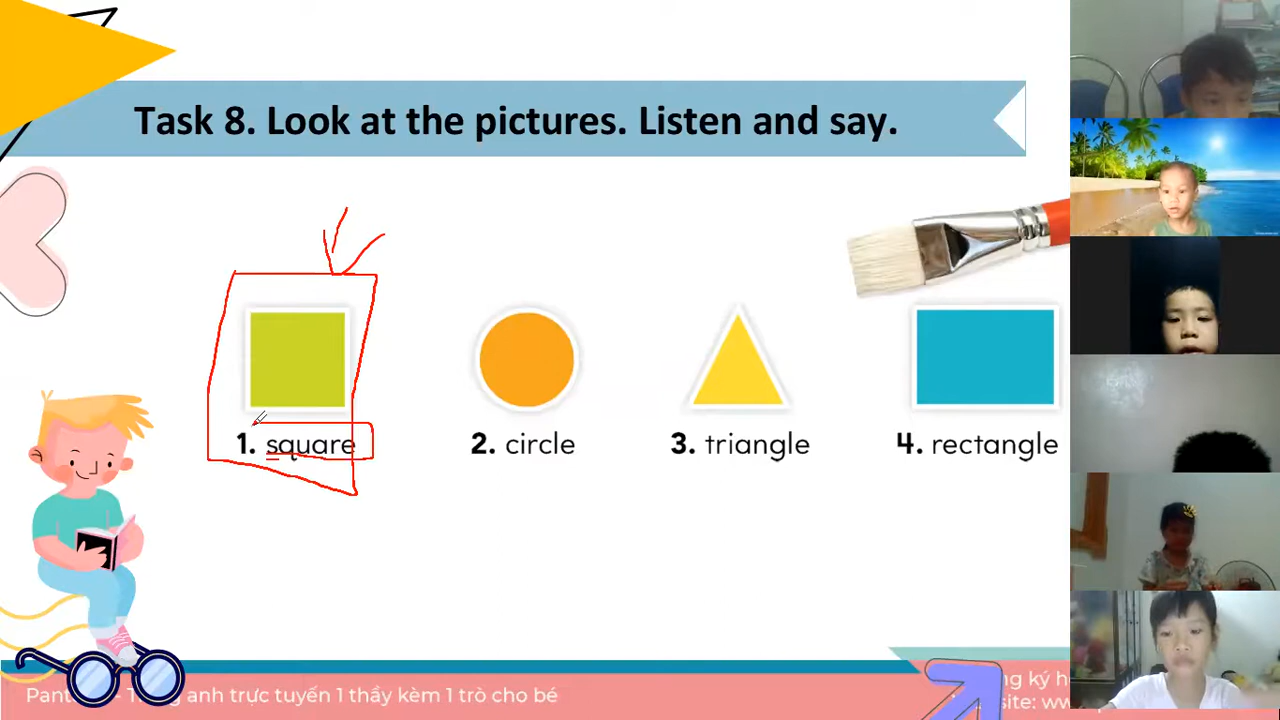 Task 8. Look at the pictures. Listen and say.
1. square
2. circle
3. triangle
4. rectangle
anh trực tuyến 1 thầy kèm 1 trò cho bé